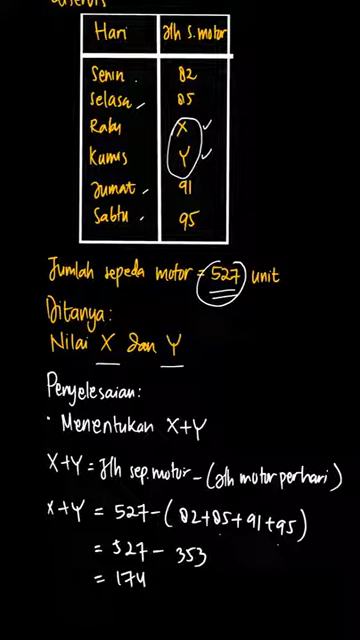 Hari Jlh s. motor
Senin 82
Selasa 85
Rabu X
Kamis Y
Jumat 91
Sabtu 95
Jumlah sepeda motor = 527 unit
Ditanya:
Nilai X dan Y
Penyelesaian:
• Menentukan X+Y
X+Y = Jlh sep. motor - (Jlh motor perhari)
X+Y = 527 - (82+85+91+95)
= 527 - 353
= 174